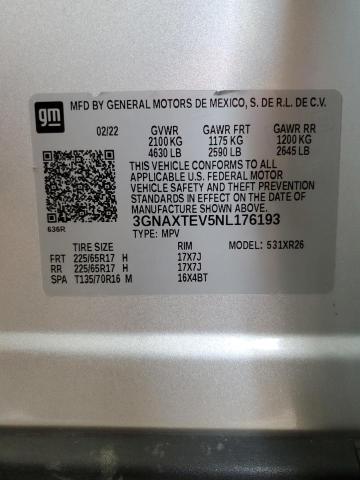 gm
MFD BY GENERAL MOTORS DE MEXICO, S. DE R.L. DE C.V.
02/22 GVWR GAWR FRT GAWR RR
2100 KG 1175 KG 1200 KG
4630 LB 2590 LB 2645 LB
THIS VEHICLE CONFORMS TO ALL
APPLICABLE U.S. FEDERAL MOTOR
VEHICLE SAFETY AND THEFT PREVENTION
STANDARDS IN EFFECT ON THE DATE OF
MANUFACTURE SHOWN ABOVE.
636R
3GNAXTEV5NL176193
TYPE: MPV MODEL: 531XR26
TIRE SIZE RIM
FRT 225/65R17 H 17X7J
RR 225/65R17 H 17X7J
SPA T135/70R16 M 16X4BT